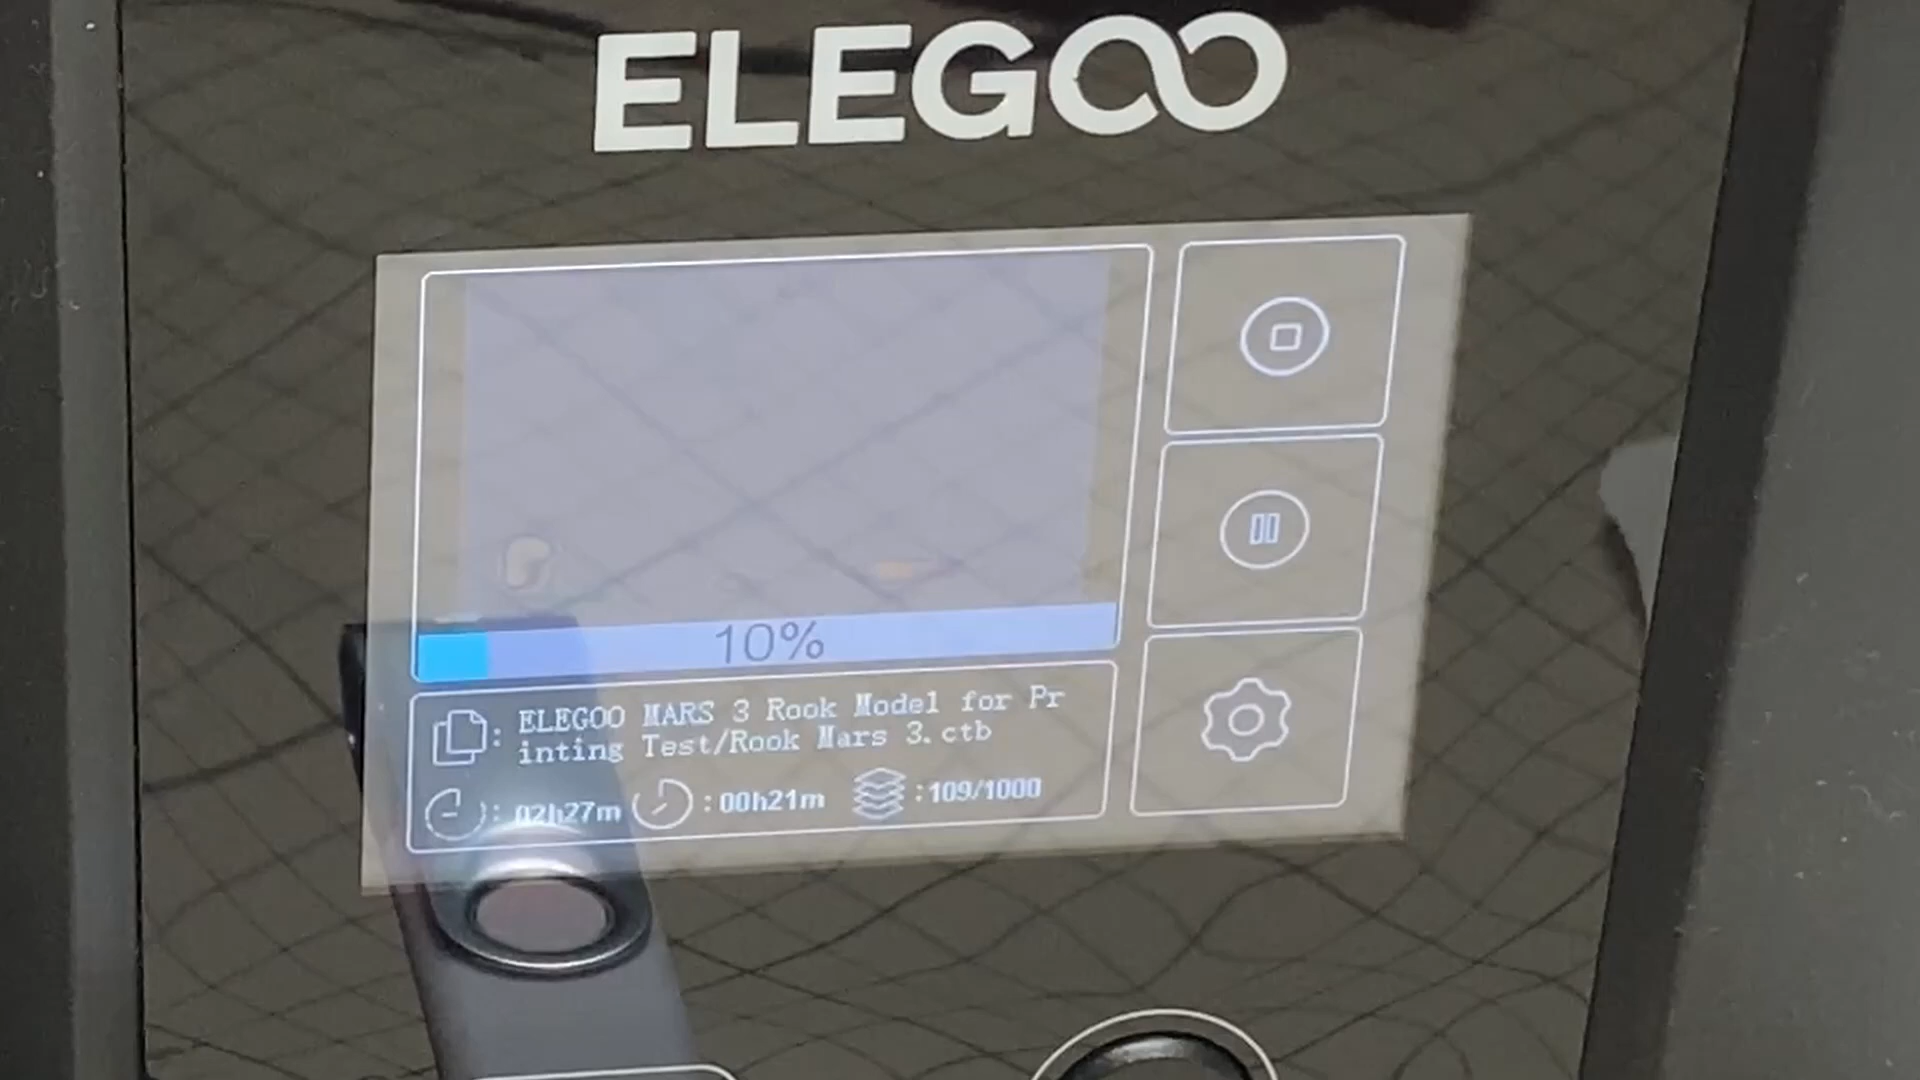 ELEGOO
10%
: ELEGOO MARS 3 Rook Model for Pr
inting Test/Rook Mars 3.ctb
: 02h27m : 00h21m : 109/1000